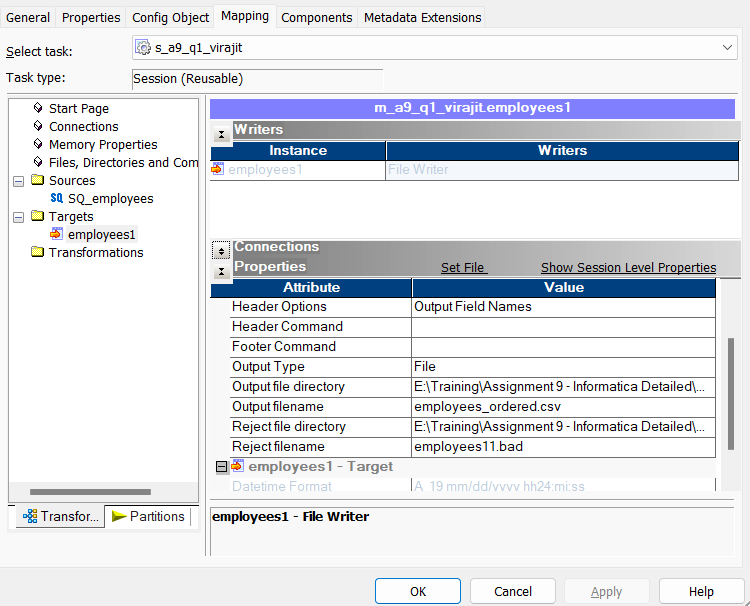 General Properties Config Object Mapping Components Metadata Extensions
Select task: s_a9_q1_virajit
Task type: Session (Reusable)
Start Page
Connections
Memory Properties
Files, Directories and Com
Sources
SQ SQ_employees
Targets
employees1
Transformations
Transfor... Partitions
m_a9_q1_virajit.employees1
Writers
Instance Writers
employees1 File Writer
Connections
Properties Set File Show Session Level Properties
Attribute Value
Header Options Output Field Names
Header Command
Footer Command
Output Type File
Output file directory E:\Training\Assignment 9 - Informatica Detailed\...
Output filename employees_ordered.csv
Reject file directory E:\Training\Assignment 9 - Informatica Detailed\...
Reject filename employees11.bad
employees1 - Target
Datetime Format A 19 mm/dd/yyyy hh24:mi:ss
employees1 - File Writer
OK Cancel Apply Help